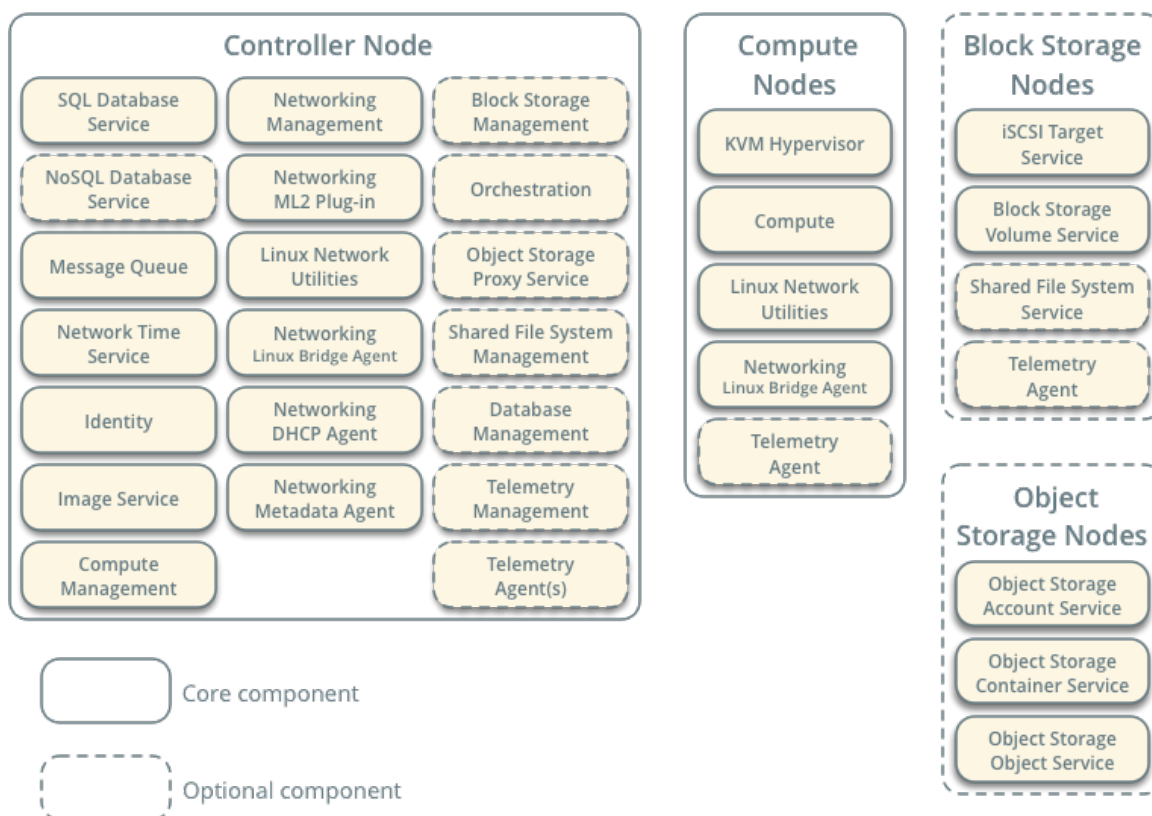 Controller Node
SQL Database
Service
NoSQL Database
Service
Message Queue
Network Time
Service
Identity
Image Service
Compute
Management
Networking
Management
Networking
ML2 Plug-in
Linux Network
Utilities
Networking
Linux Bridge Agent
Networking
DHCP Agent
Networking
Metadata Agent
Block Storage
Management
Orchestration
Object Storage
Proxy Service
Shared File System
Management
Database
Management
Telemetry
Management
Telemetry
Agent(s)
Compute
Nodes
KVM Hypervisor
Compute
Linux Network
Utilities
Networking
Linux Bridge Agent
Telemetry
Agent
Block Storage
Nodes
iSCSI Target
Service
Block Storage
Volume Service
Shared File System
Service
Telemetry
Agent
Object
Storage Nodes
Object Storage
Account Service
Object Storage
Container Service
Object Storage
Object Service
Core component
Optional component